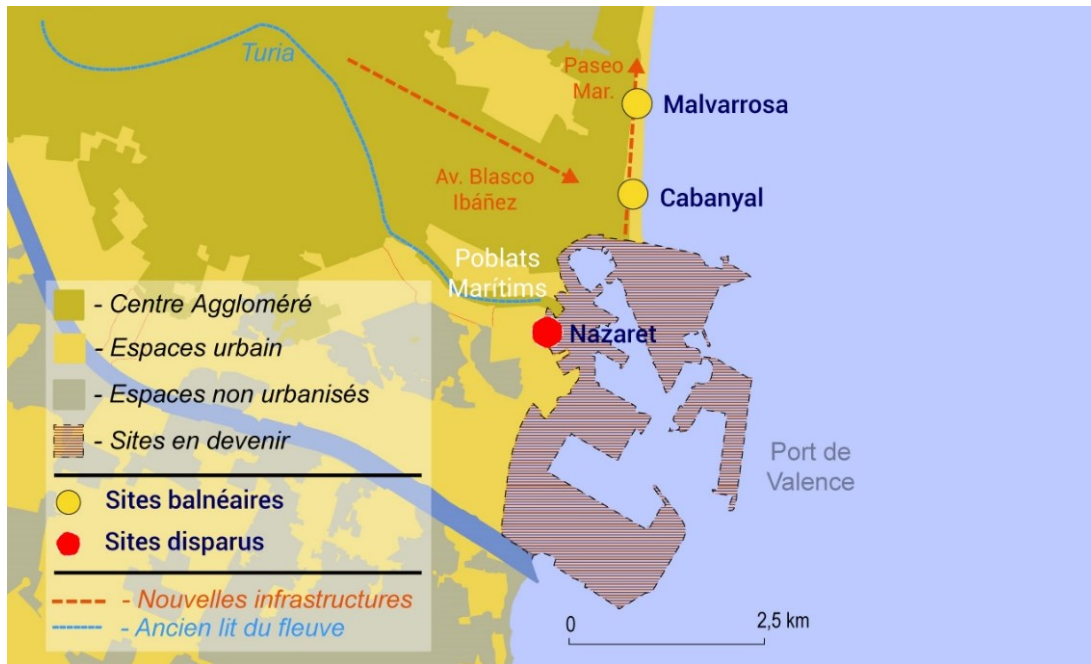 Turia
Paseo
Mar.
Malvarrosa
Av. Blasco
Ibáñez
Cabanyal
Poblats
Marítims
Nazaret
Port de
Valence
- Centre Aggloméré
- Espaces urbain
- Espaces non urbanisés
- Sites en devenir
Sites balnéaires
Sites disparus
- Nouvelles infrastructures
- Ancien lit du fleuve
0 2,5 km